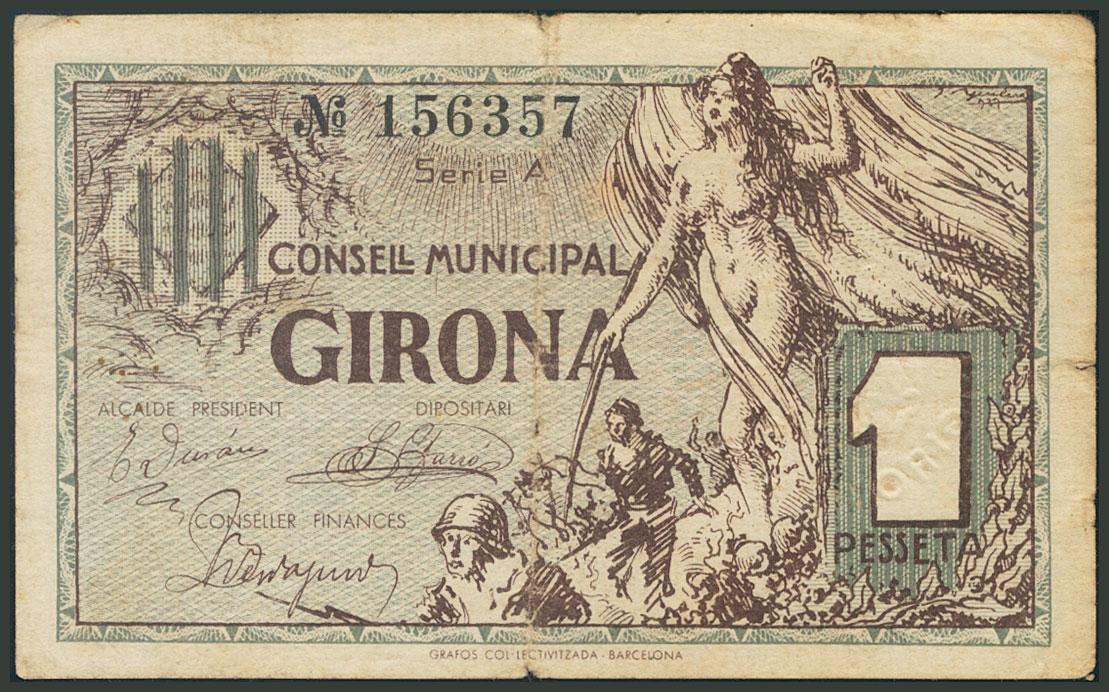 Nº 156357
Serie A
CONSELL MUNICIPAL
GIRONA
ALCALDE PRESIDENT
DIPOSITARI
CONSELLER FINANCES
1
PESSETA
GRAFOS COL·LECTIVITZADA - BARCELONA